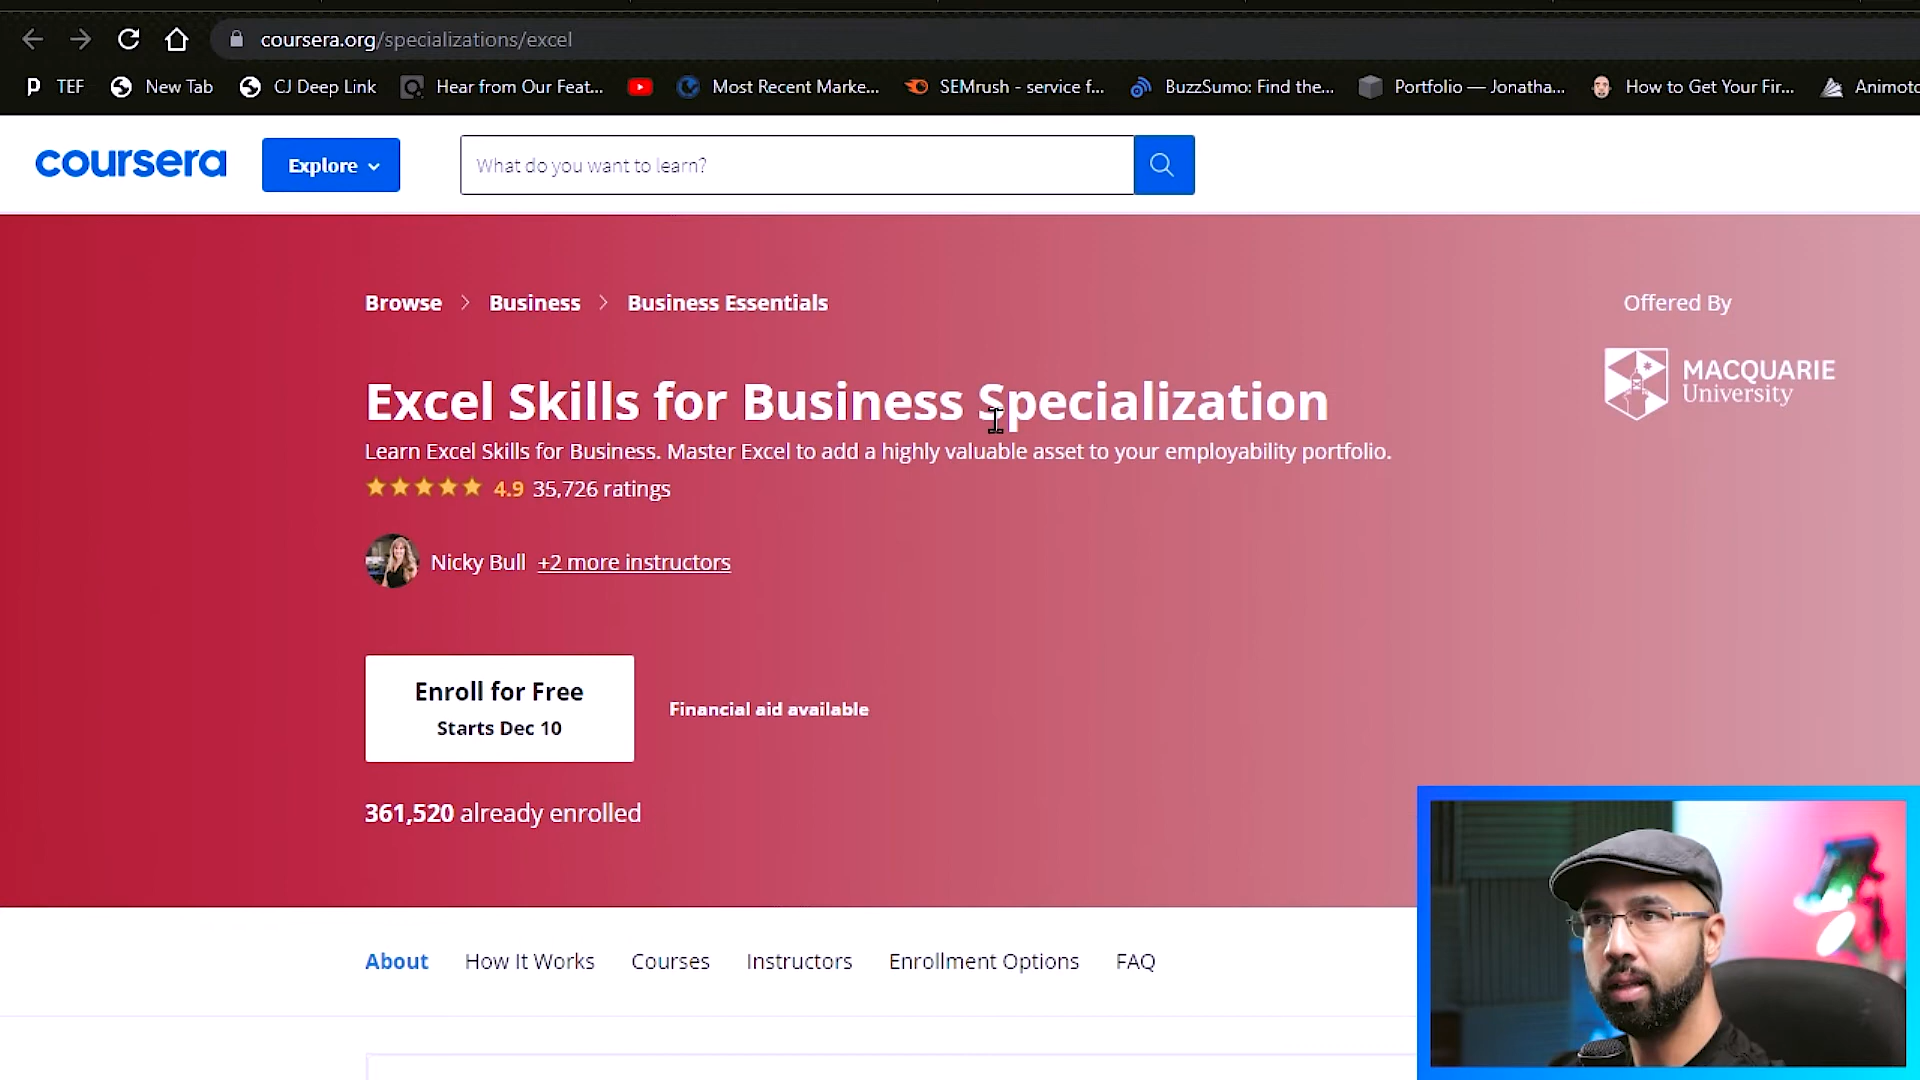 coursera.org/specializations/excel
TEF New Tab CJ Deep Link Hear from Our Feat... Most Recent Marke... SEMrush - service f... BuzzSumo: Find the... Portfolio — Jonatha... How to Get Your Fir... Animoto
coursera Explore What do you want to learn?
Browse Business Business Essentials
Offered By
MACQUARIE
University
Excel Skills for Business Specialization
Learn Excel Skills for Business. Master Excel to add a highly valuable asset to your employability portfolio.
4.9 35,726 ratings
Nicky Bull +2 more instructors
Enroll for Free
Starts Dec 10
Financial aid available
361,520 already enrolled
About How It Works Courses Instructors Enrollment Options FAQ